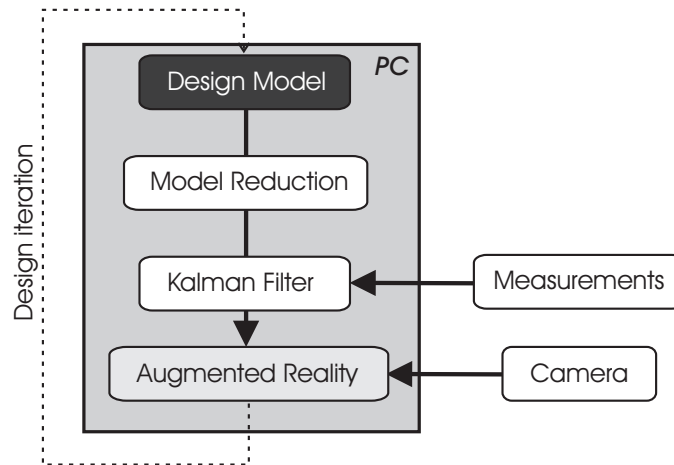 PC
Design Model
Model Reduction
Kalman Filter
Measurements
Augmented Reality
Camera
Design iteration